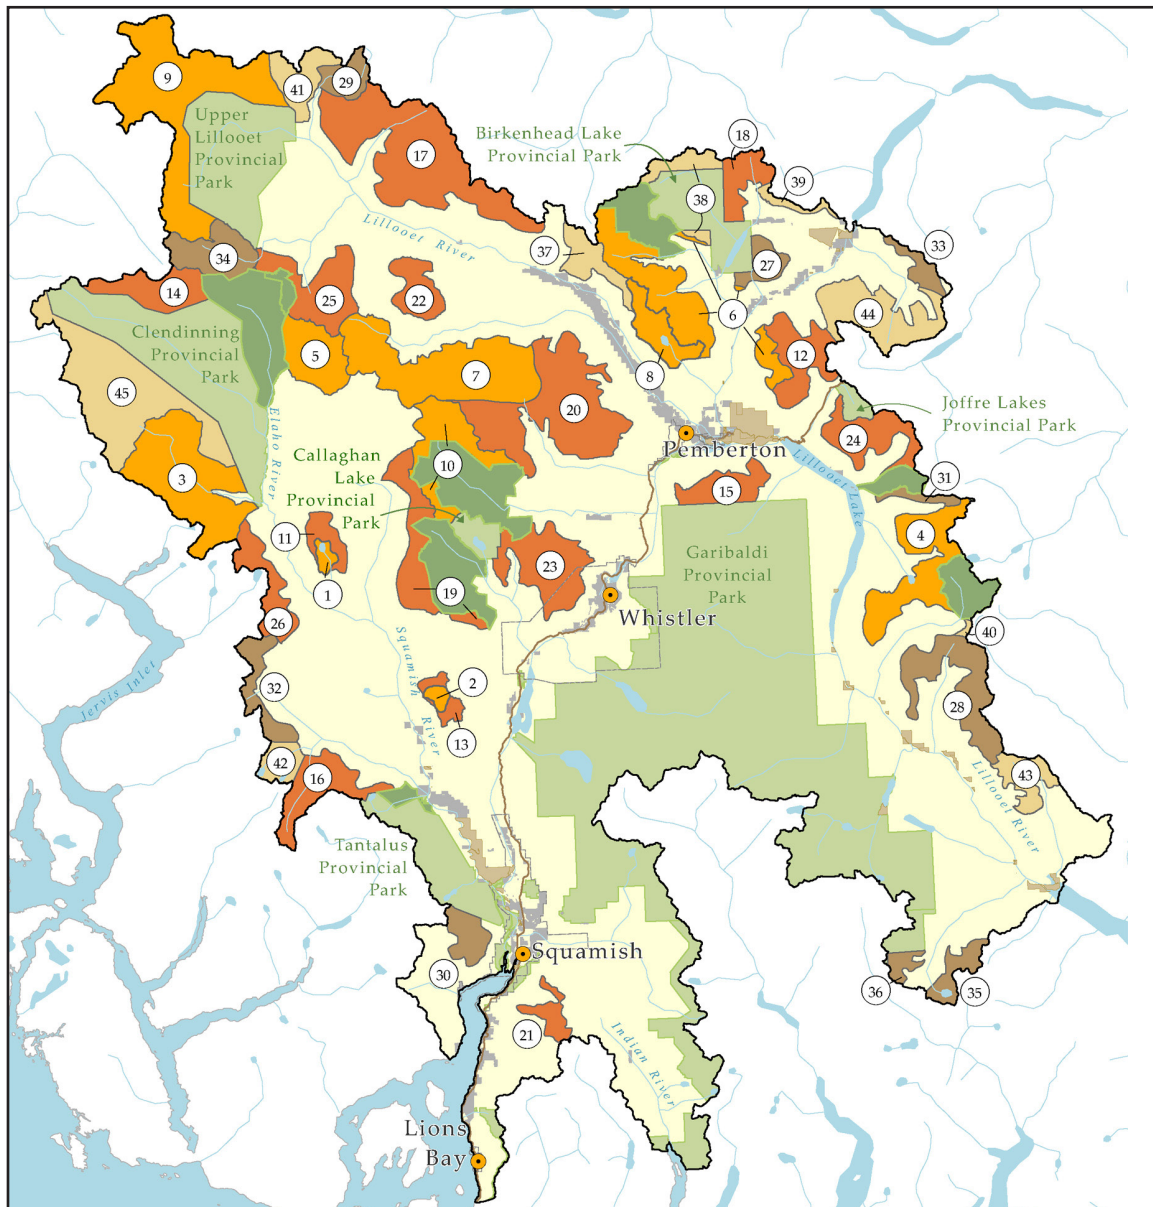 9
41
29
Upper
Lillooet
Provincial
Park
17
Birkenhead Lake
Provincial Park
18
39
38
Lillooet River
37
33
34
27
14
25
22
6
44
Clendinning
Provincial
Park
5
7
8
12
45
20
Joffre Lakes
Provincial Park
Elaho River
Pemberton
24
Callaghan
Lake
Provincial
Park
10
3
Lillooet Lake
31
15
11
4
23
Garibaldi
Provincial
Park
1
19
Whistler
26
40
Squamish River
Jervis Inlet
32
2
28
13
42
16
43
Lillooet River
Tantalus
Provincial
Park
Squamish
30
36
35
21
Indian River
Lions
Bay